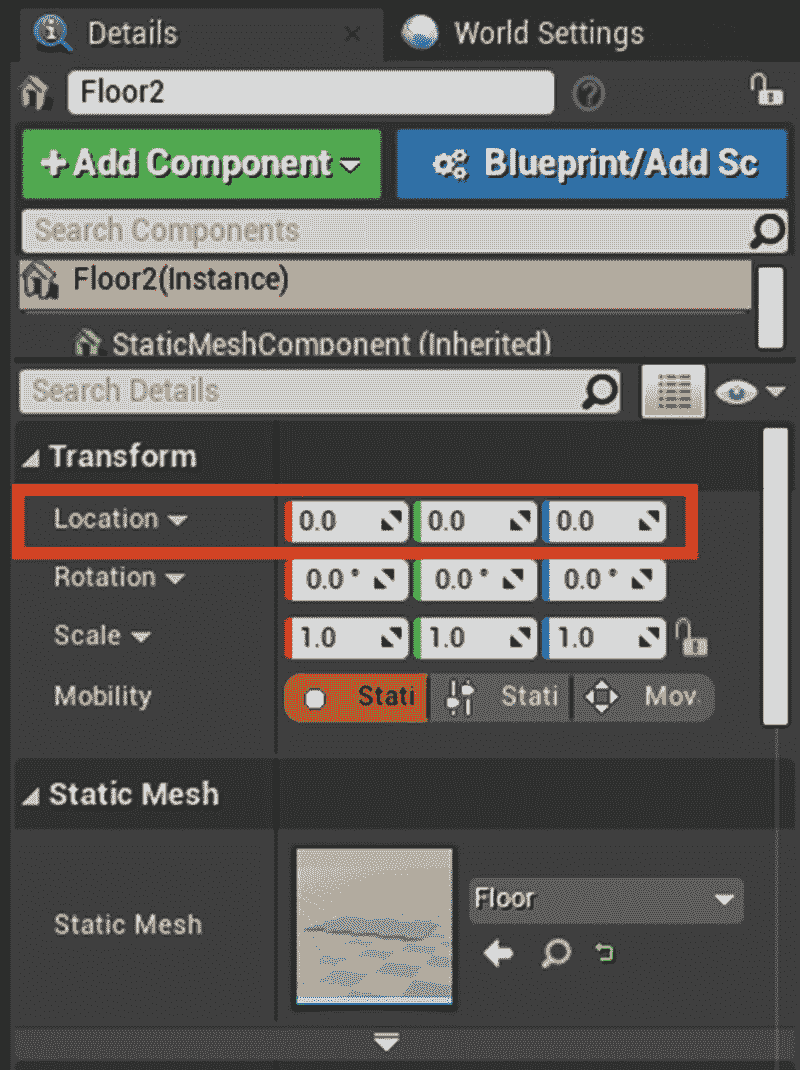 Details World Settings
Floor2
+Add Component Blueprint/Add Sc
Search Components
Floor2(Instance)
StaticMeshComponent (Inherited)
Search Details
Transform
Location 0.0 0.0 0.0
Rotation 0.0 ° 0.0 ° 0.0 °
Scale 1.0 1.0 1.0
Mobility Stati Stati Mov
Static Mesh
Floor
Static Mesh